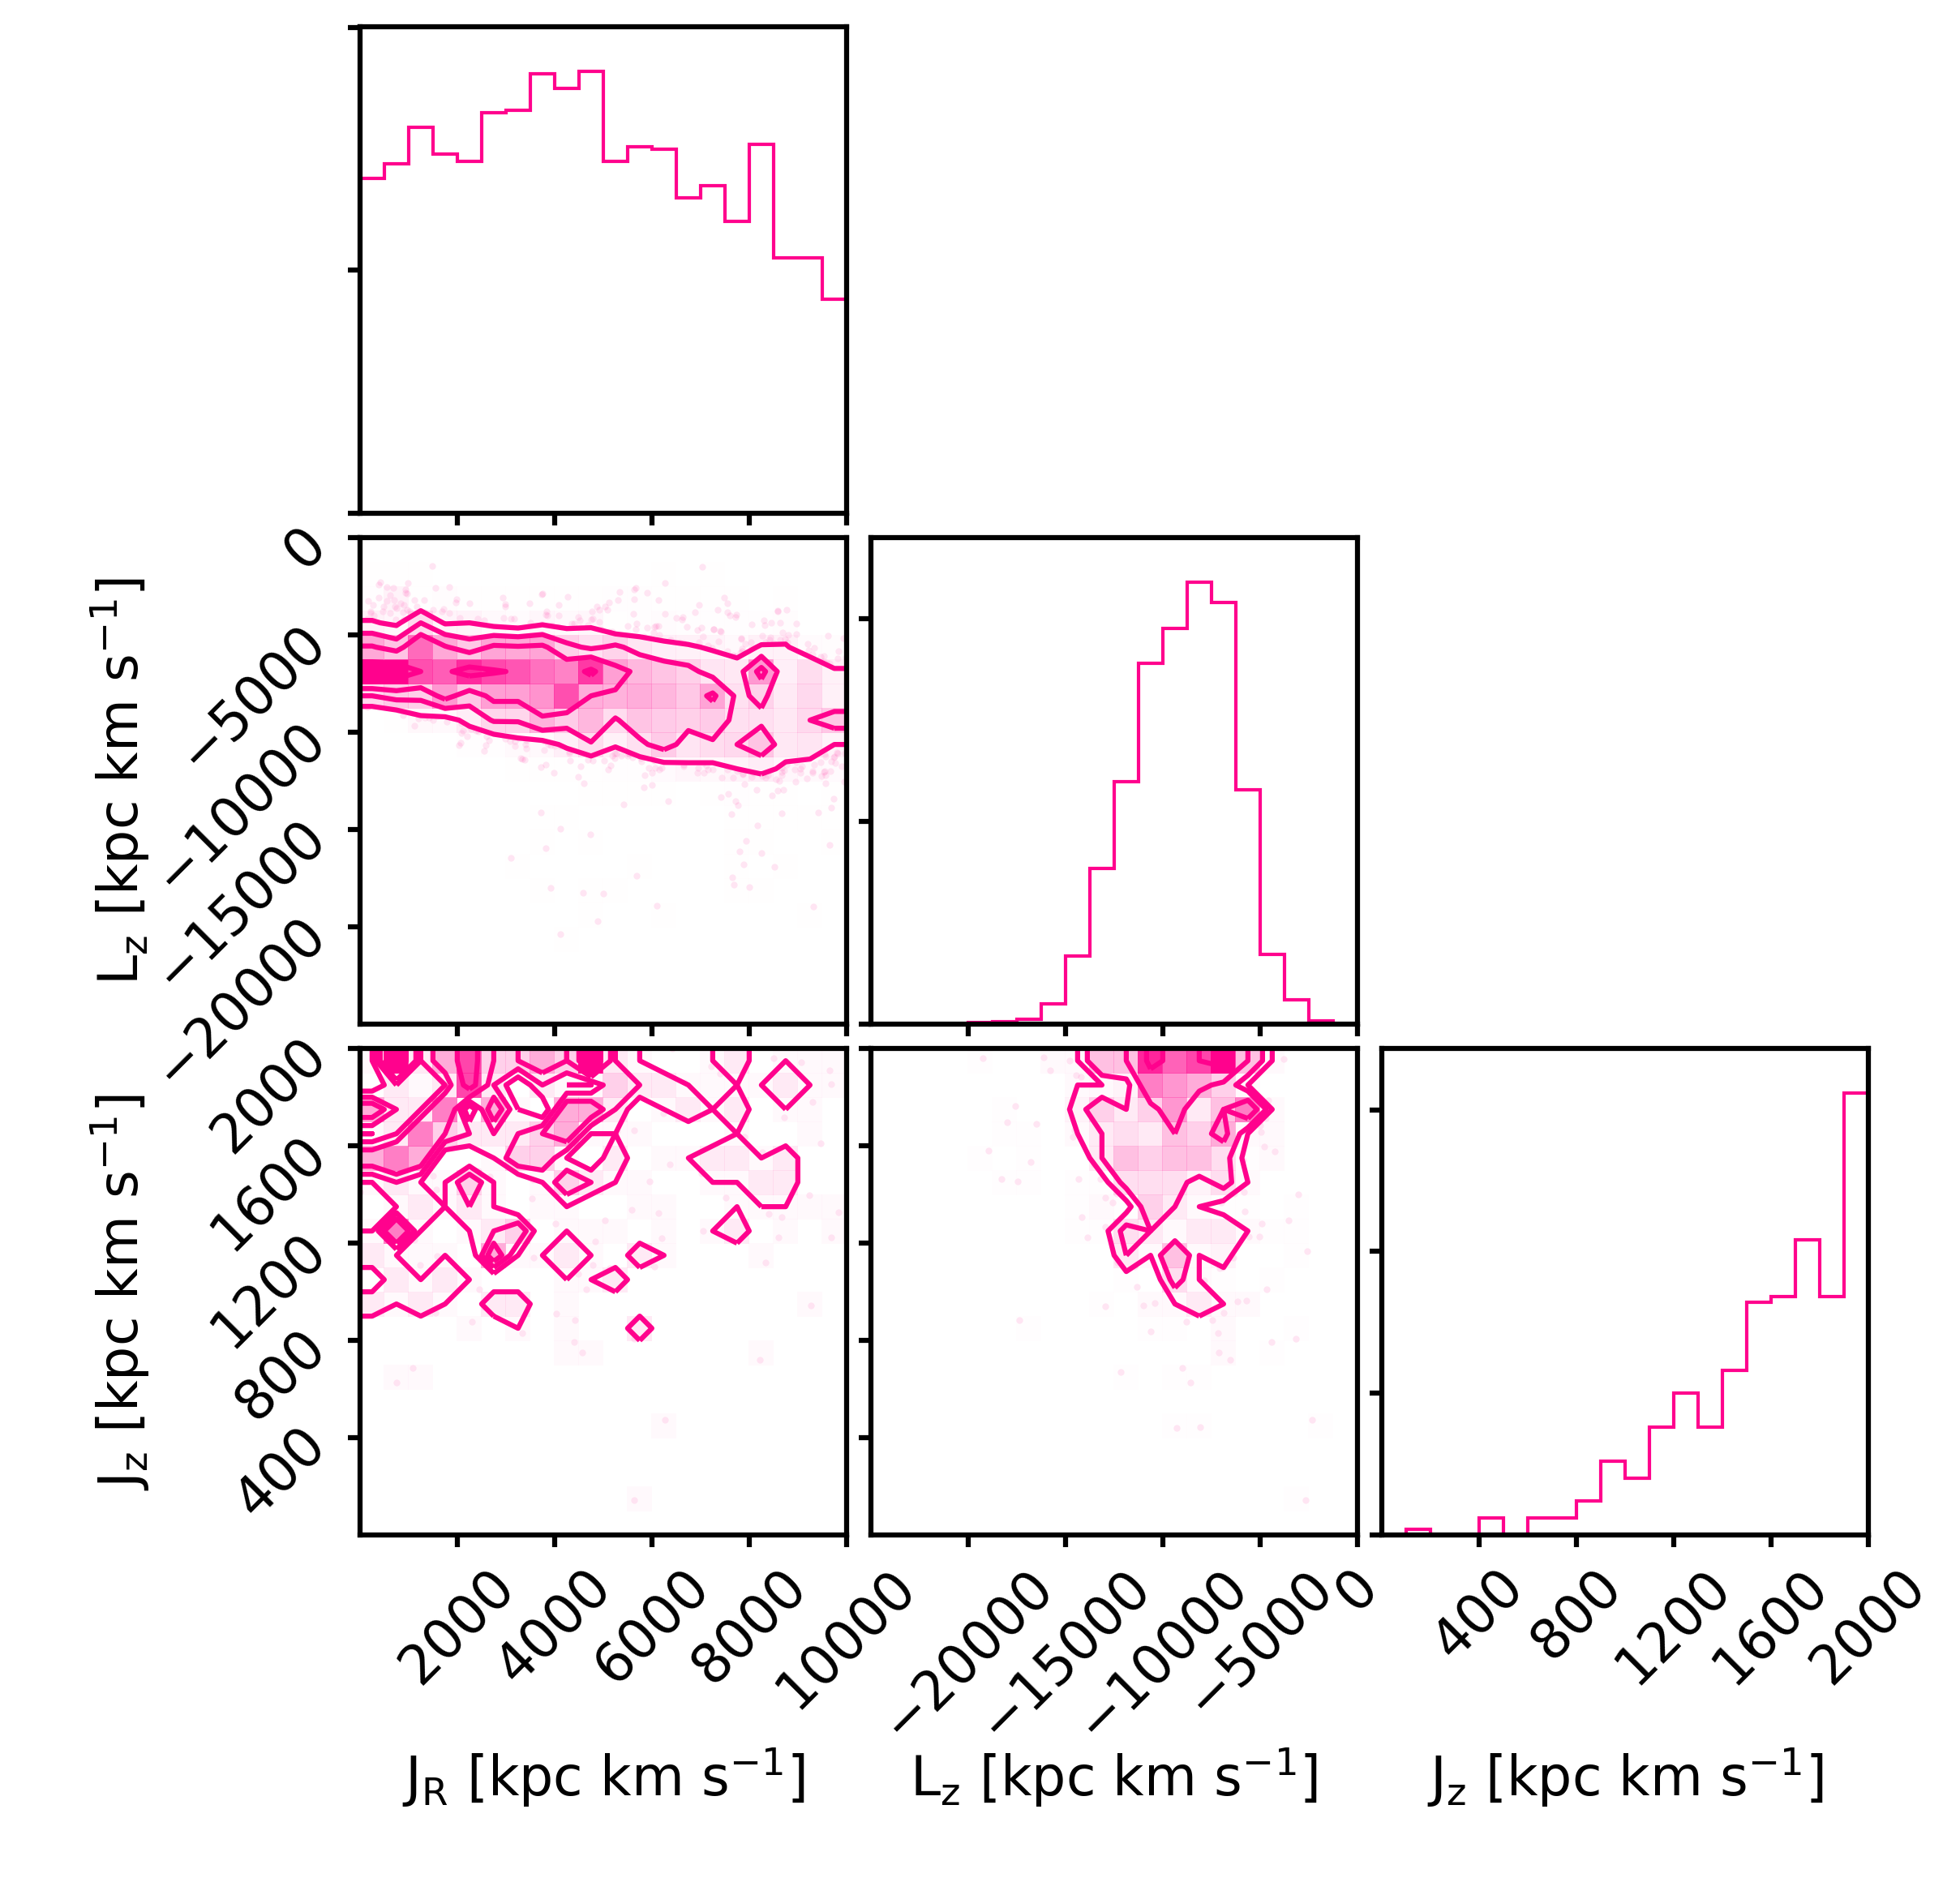 0
−5000
−10000
−15000
−20000
L_z [kpc km s⁻¹]
2000
1600
1200
800
400
J_z [kpc km s⁻¹]
2000 4000 6000 8000 10000
−20000 −15000 −10000 −5000 0
400 800 1200 1600 2000
J_R [kpc km s⁻¹]
L_z [kpc km s⁻¹]
J_z [kpc km s⁻¹]